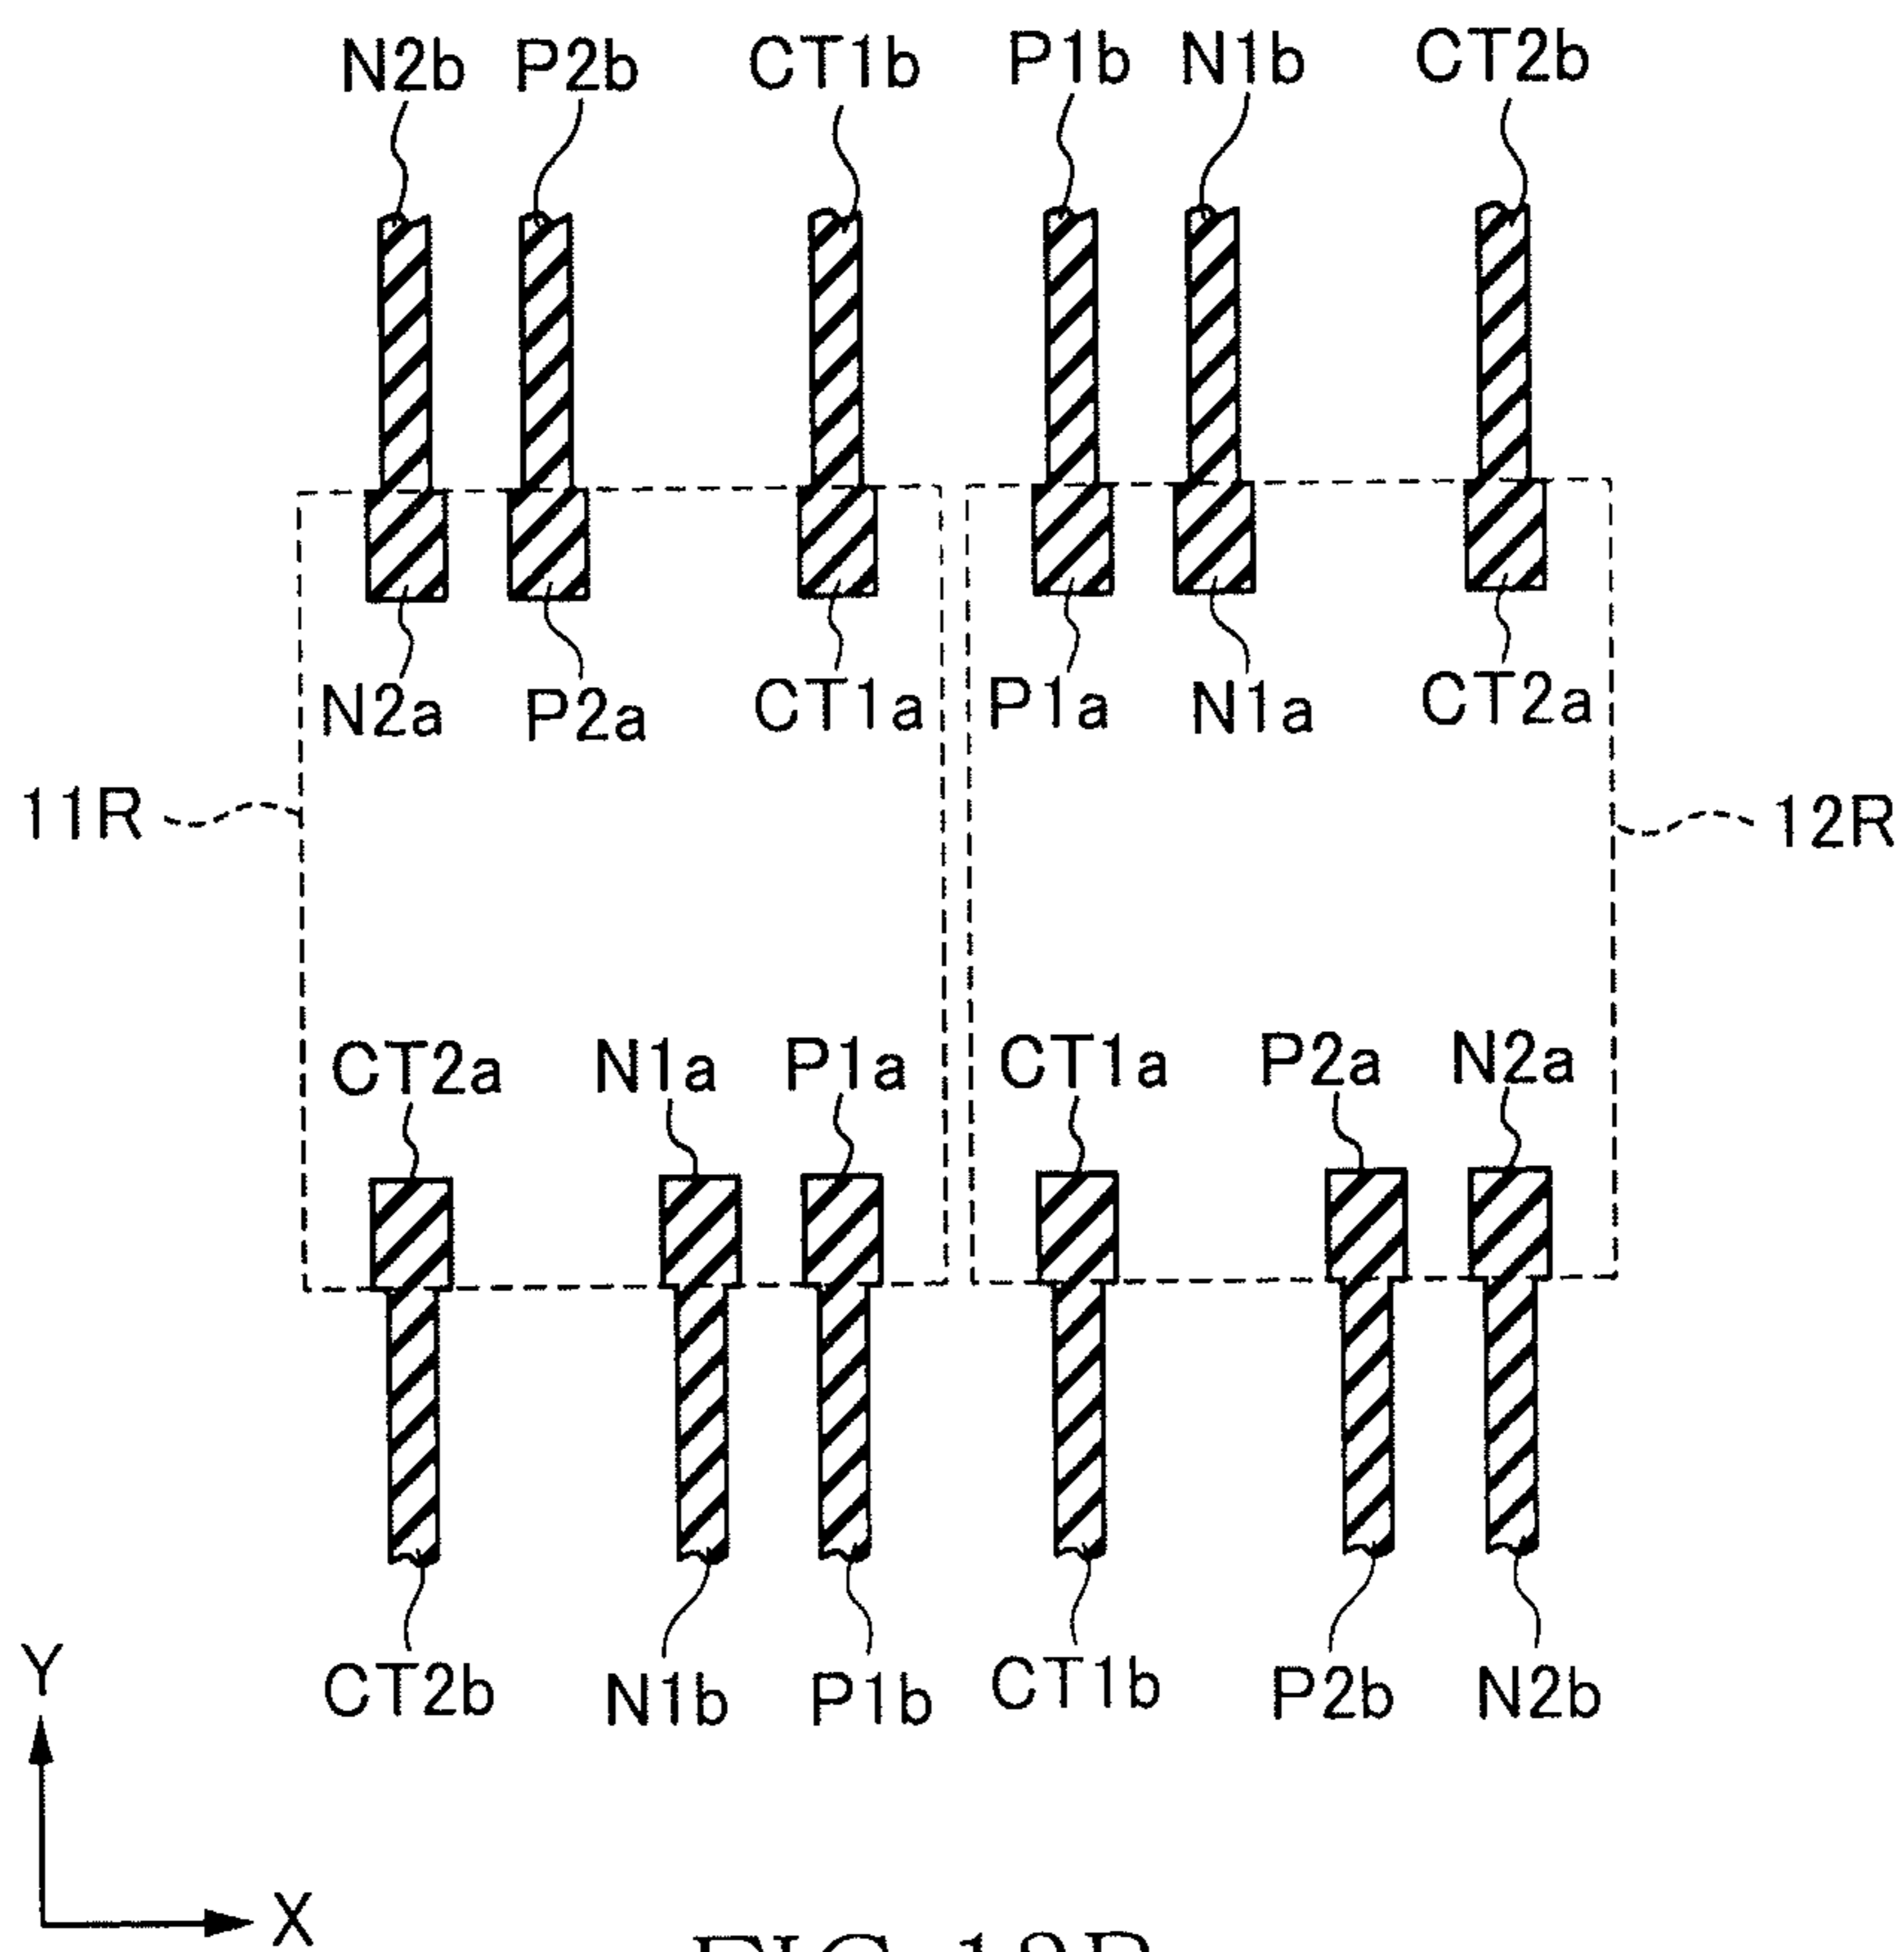 N2b P2b CT1b P1b N1b CT2b
N2a P2a CT1a P1a N1a CT2a
11R 12R
CT2a N1a P1a CT1a P2a N2a
CT2b N1b P1b CT1b P2b N2b
Y
X